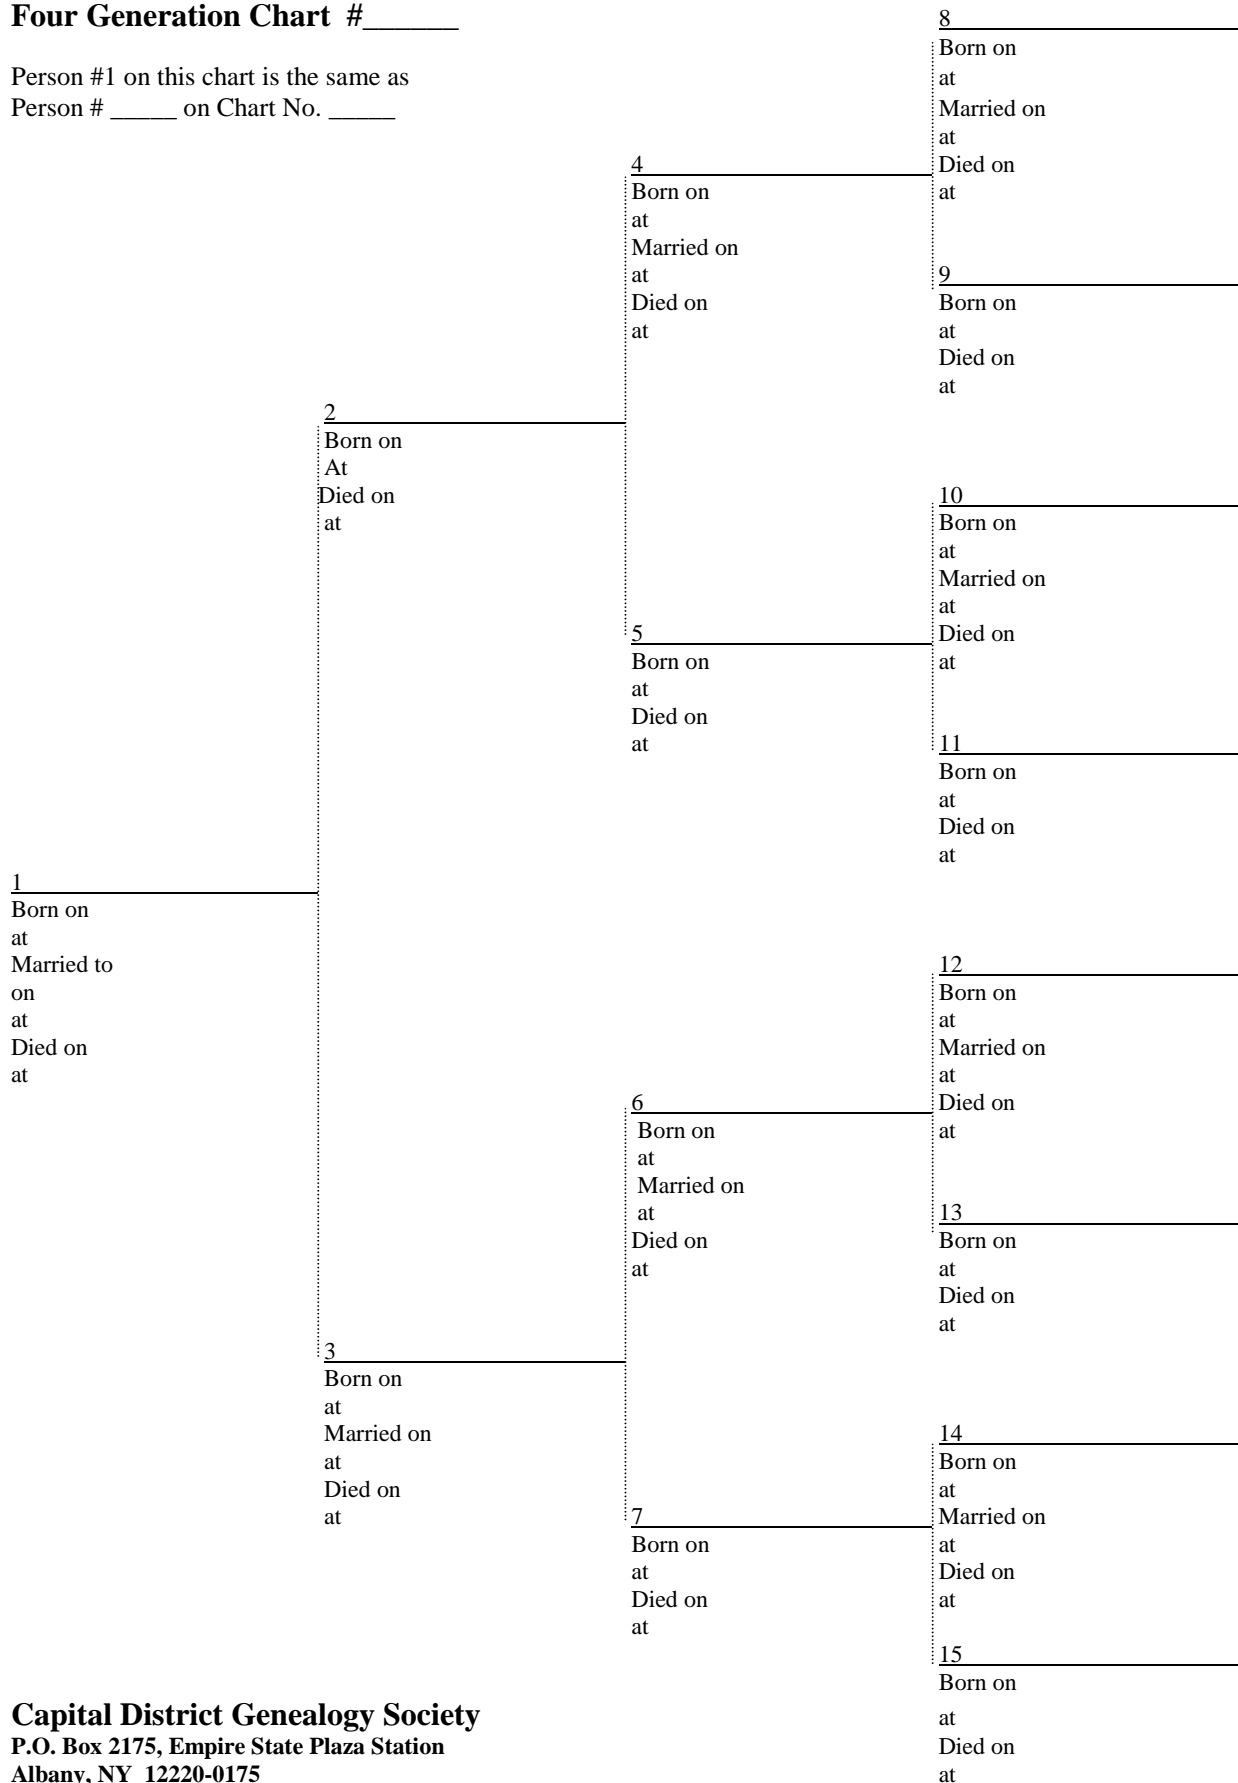 Four Generation Chart #______
Person #1 on this chart is the same as
Person # _____ on Chart No. _____
8
Born on
at
Married on
at
Died on
at
4
Born on
at
Married on
at
Died on
at
9
Born on
at
Died on
at
2
Born on
At
Died on
at
10
Born on
at
Married on
at
Died on
at
5
Born on
at
Died on
at
11
Born on
at
Died on
at
1
Born on
at
Married to
on
at
Died on
at
12
Born on
at
Married on
at
Died on
at
6
Born on
at
Married on
at
Died on
at
13
Born on
at
Died on
at
3
Born on
at
Married on
at
Died on
at
14
Born on
at
Married on
at
Died on
at
7
Born on
at
Died on
at
15
Born on
at
Died on
at
Capital District Genealogy Society
P.O. Box 2175, Empire State Plaza Station
Albany, NY 12220-0175